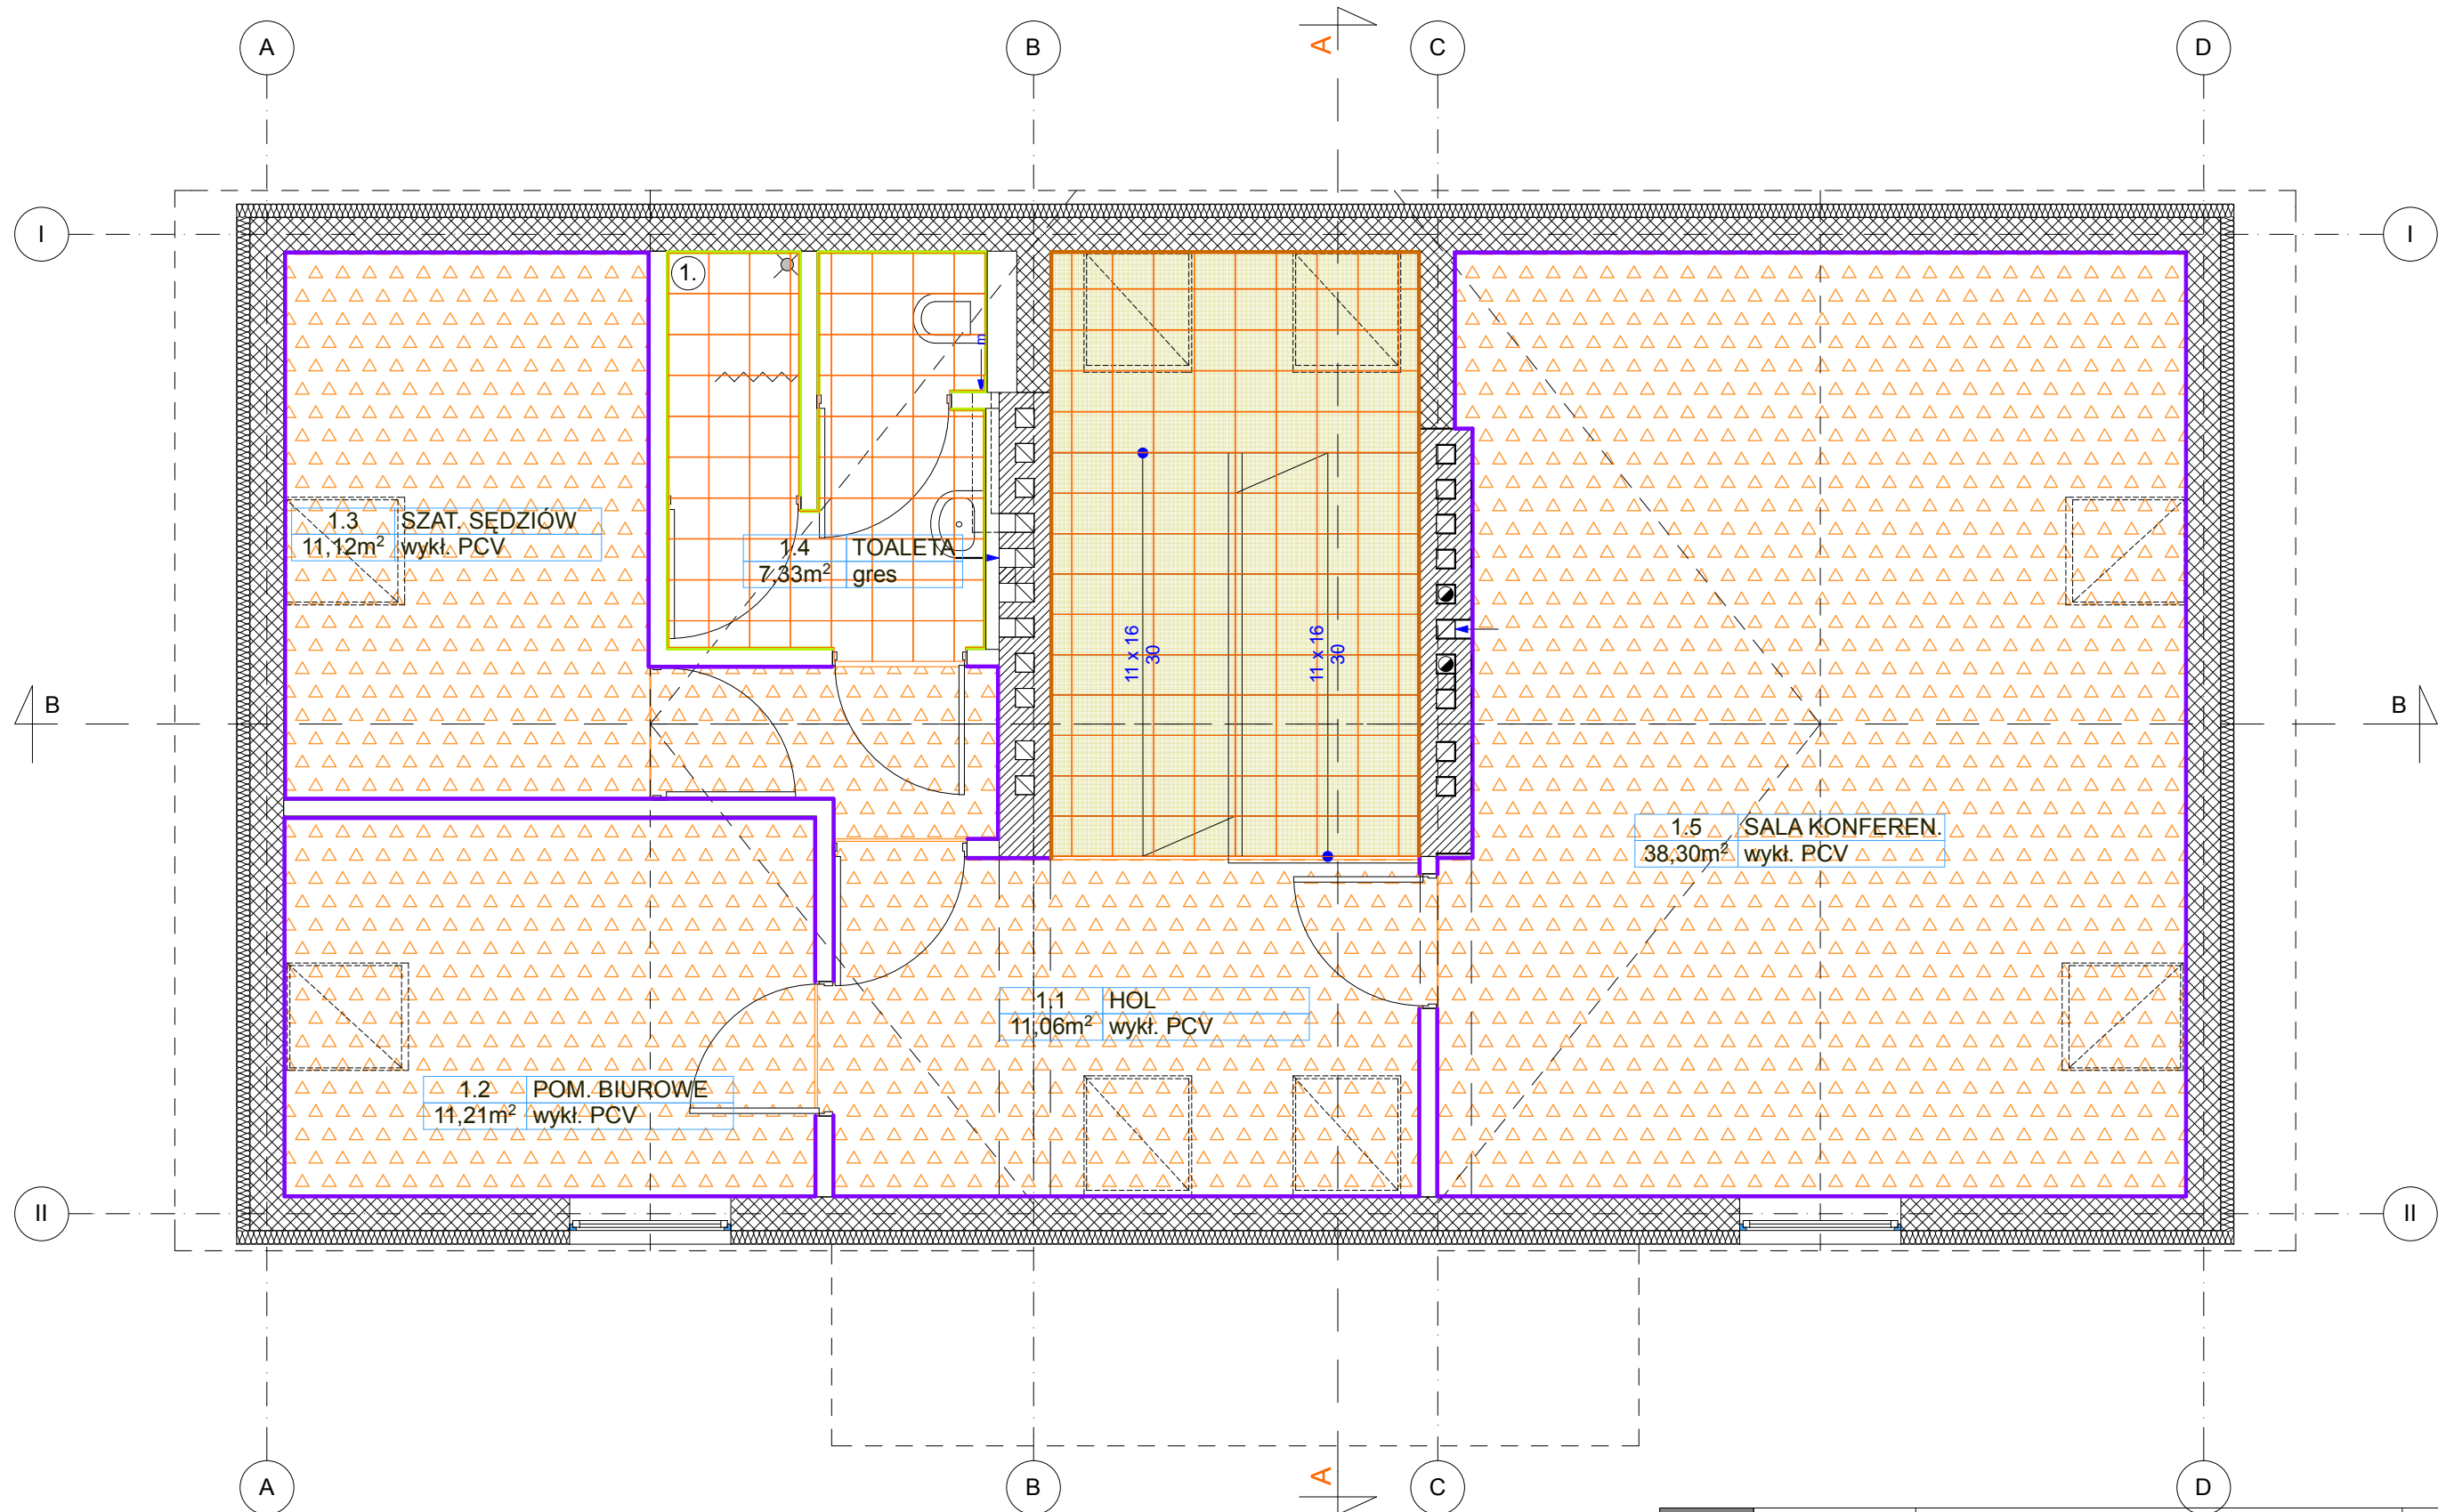 A
B
A
C
D
I
I
1.
1.3 SZAT. SĘDZIÓW
11,12m² wykł. PCV
1.4 TOALETA
7,33m² gres
11 x 16
30
11 x 16
30
B
B
1.5 SALA KONFEREN.
38,30m² wykł. PCV
1.1 HOL
11,06m² wykł. PCV
1.2 POM. BIUROWE
11,21m² wykł. PCV
II
II
A
B
A
C
D